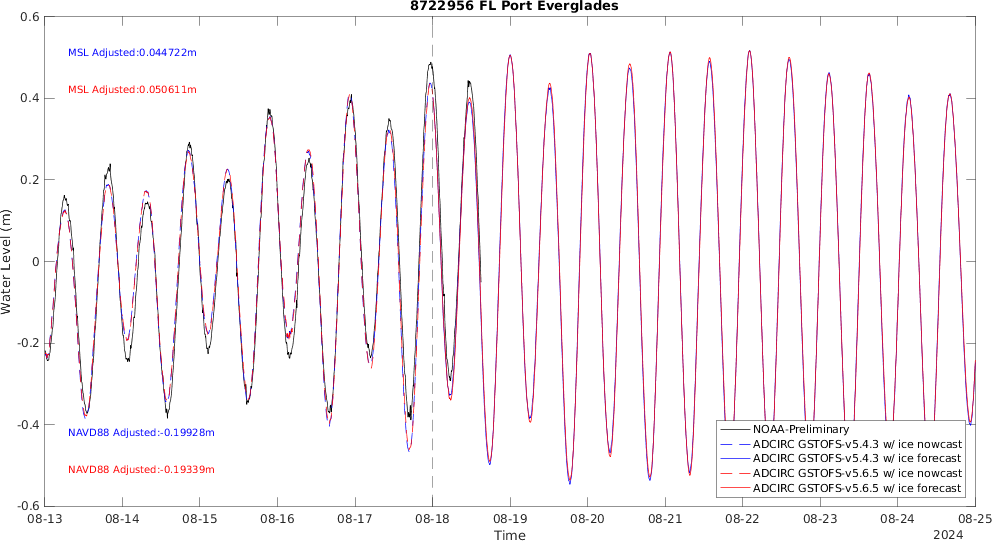 8722956 FL Port Everglades
0.6
0.4
0.2
0
-0.2
-0.4
-0.6
Water Level (m)
MSL Adjusted:0.044722m
MSL Adjusted:0.050611m
NAVD88 Adjusted:-0.19928m
NAVD88 Adjusted:-0.19339m
NOAA-Preliminary
ADCIRC GSTOFS-v5.4.3 w/ ice nowcast
ADCIRC GSTOFS-v5.4.3 w/ ice forecast
ADCIRC GSTOFS-v5.6.5 w/ ice nowcast
ADCIRC GSTOFS-v5.6.5 w/ ice forecast
08-13 08-14 08-15 08-16 08-17 08-18 08-19 08-20 08-21 08-22 08-23 08-24 08-25
Time
2024